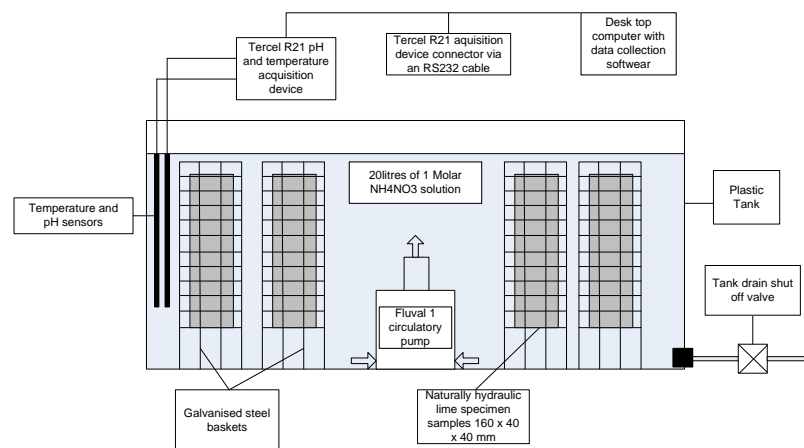 Tercel R21 pH
and temperature
acquisition
device
Tercel R21 aquisition
device connector via
an RS232 cable
Desk top
computer with
data collection
softwear
20litres of 1 Molar
NH4NO3 solution
Temperature and
pH sensors
Plastic
Tank
Fluval 1
circulatory
pump
Tank drain shut
off valve
Galvanised steel
baskets
Naturally hydraulic
lime specimen
samples 160 x 40
x 40 mm